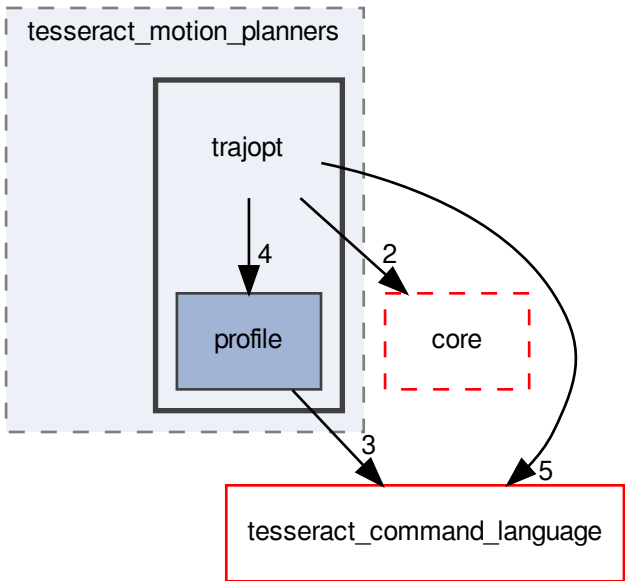 tesseract_motion_planners
trajopt
4
2
profile
core
3
5
tesseract_command_language